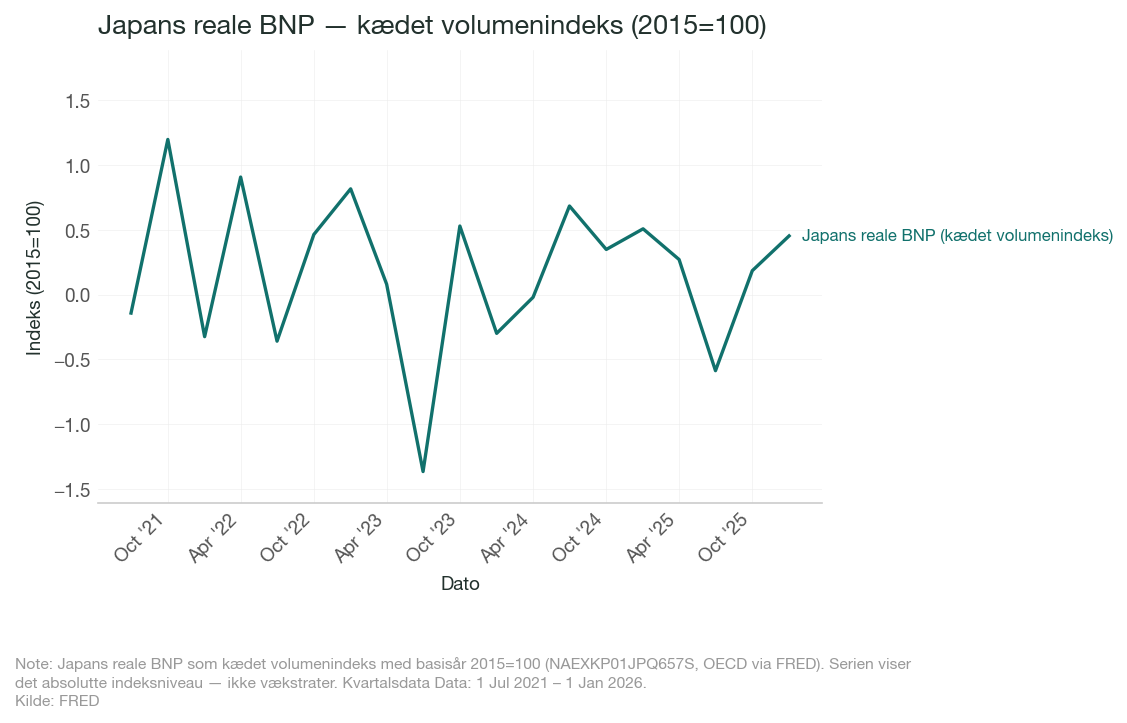 Japans reale BNP — kædet volumenindeks (2015=100)
Indeks (2015=100)
1.5
1.0
0.5
0.0
−0.5
−1.0
−1.5
Japans reale BNP (kædet volumenindeks)
Oct '21
Apr '22
Oct '22
Apr '23
Oct '23
Apr '24
Oct '24
Apr '25
Oct '25
Dato
Note: Japans reale BNP som kædet volumenindeks med basisår 2015=100 (NAEXKP01JPQ657S, OECD via FRED). Serien viser
det absolutte indeksniveau — ikke vækstrater. Kvartalsdata Data: 1 Jul 2021 – 1 Jan 2026.
Kilde: FRED